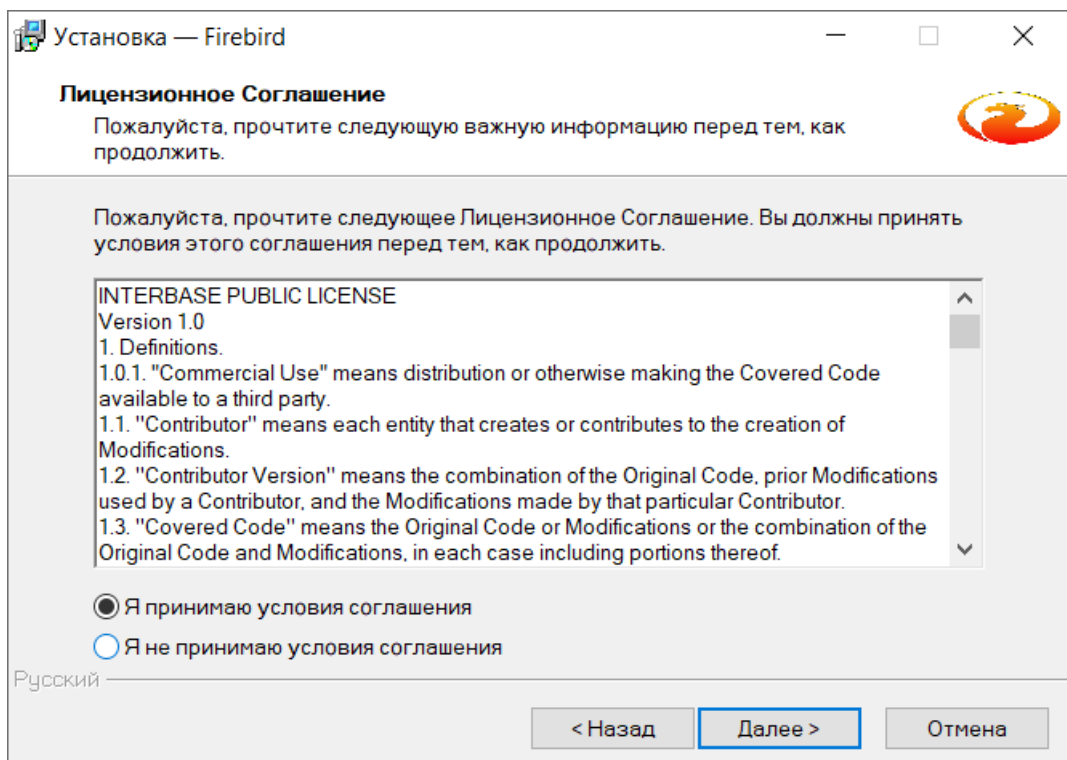 Установка — Firebird
Лицензионное Соглашение
Пожалуйста, прочтите следующую важную информацию перед тем, как
продолжить.
Пожалуйста, прочтите следующее Лицензионное Соглашение. Вы должны принять
условия этого соглашения перед тем, как продолжить.
INTERBASE PUBLIC LICENSE
Version 1.0
1. Definitions.
1.0.1. "Commercial Use" means distribution or otherwise making the Covered Code
available to a third party.
1.1. "Contributor" means each entity that creates or contributes to the creation of
Modifications.
1.2. "Contributor Version" means the combination of the Original Code, prior Modifications
used by a Contributor, and the Modifications made by that particular Contributor.
1.3. "Covered Code" means the Original Code or Modifications or the combination of the
Original Code and Modifications, in each case including portions thereof.
Я принимаю условия соглашения
Я не принимаю условия соглашения
Русский
< Назад
Далее >
Отмена